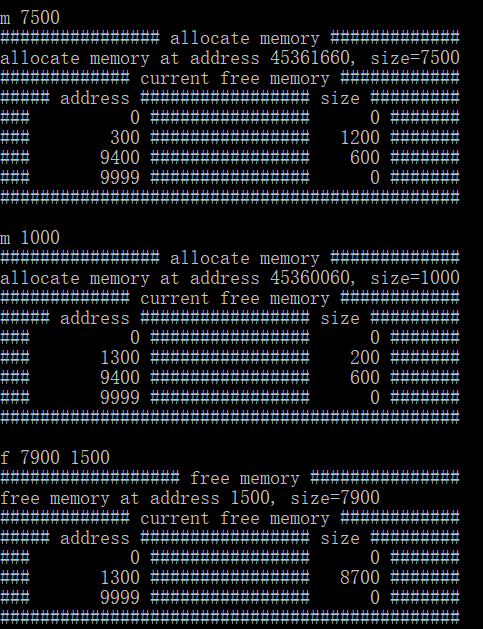 m 7500
################ allocate memory #############
allocate memory at address 45361660, size=7500
############# current free memory ############
##### address ################# size #########
###          0 ################      0 #######
###        300 ################   1200 #######
###       9400 ################    600 #######
###       9999 ################      0 #######
##############################################
m 1000
################ allocate memory #############
allocate memory at address 45360060, size=1000
############# current free memory ############
##### address ################# size #########
###          0 ################      0 #######
###       1300 ################    200 #######
###       9400 ################    600 #######
###       9999 ################      0 #######
##############################################
f 7900 1500
################## free memory ###############
free memory at address 1500, size=7900
############# current free memory ############
##### address ################# size #########
###          0 ################      0 #######
###       1300 ################   8700 #######
###       9999 ################      0 #######
##############################################